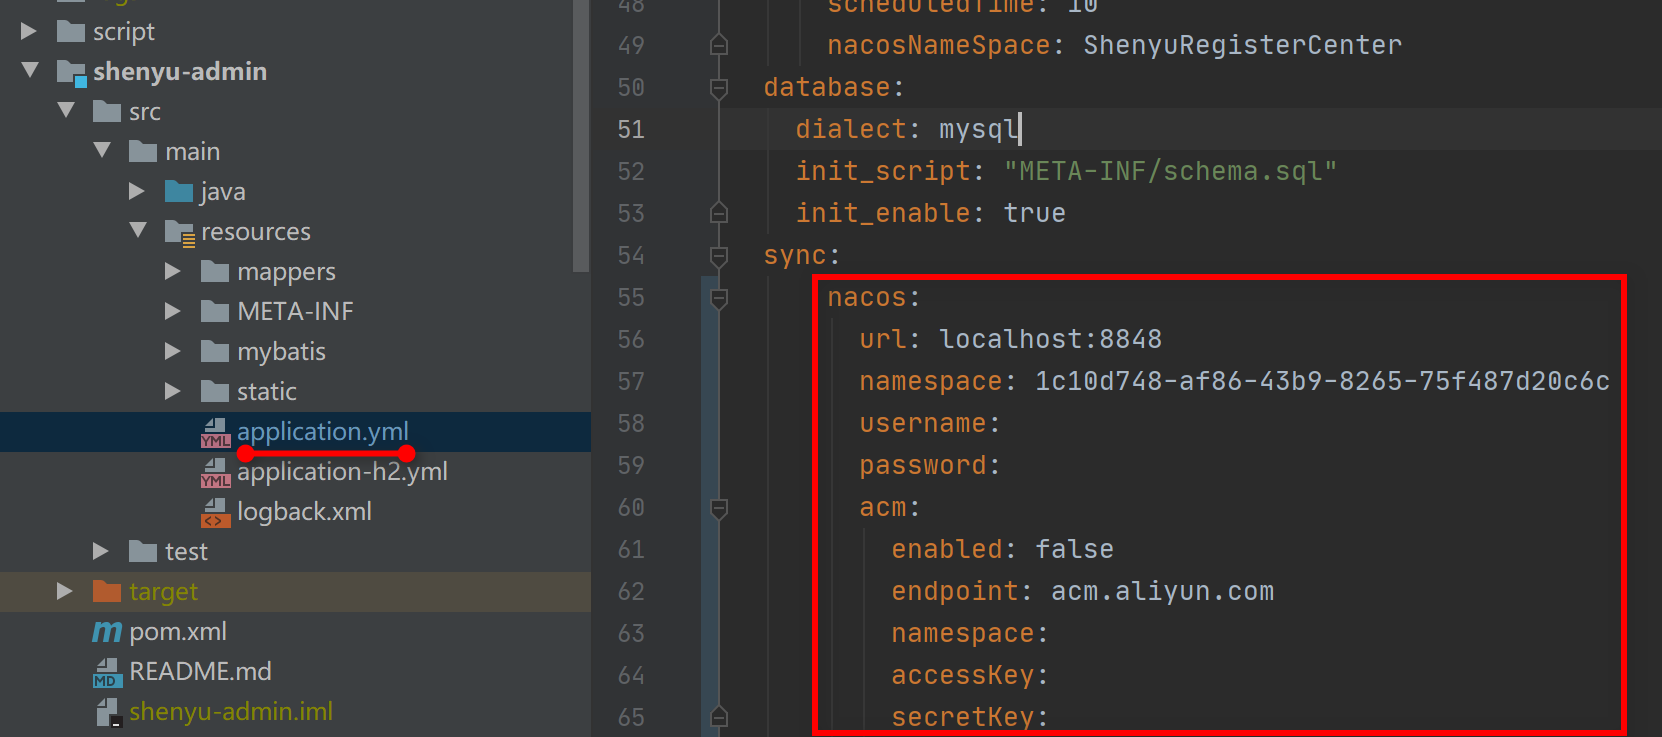 script
shenyu-admin
src
main
java
resources
mappers
META-INF
mybatis
static
YML application.yml
YML application-h2.yml
<> logback.xml
test
target
m pom.xml
MD README.md
shenyu-admin.iml
48 scheduledTime: 10
49 nacosNameSpace: ShenyuRegisterCenter
50 database:
51 dialect: mysql
52 init_script: "META-INF/schema.sql"
53 init_enable: true
54 sync:
55 nacos:
56 url: localhost:8848
57 namespace: 1c10d748-af86-43b9-8265-75f487d20c6c
58 username:
59 password:
60 acm:
61 enabled: false
62 endpoint: acm.aliyun.com
63 namespace:
64 accessKey:
65 secretKey: